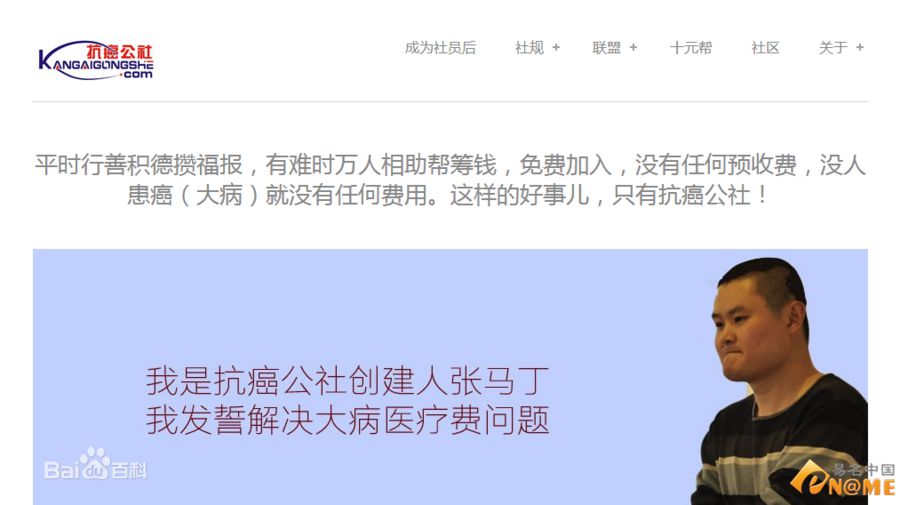 抗癌公社
KANGAIGONGSHE
.com
成为社员后 社规 + 联盟 + 十元帮 社区 关于 +
平时行善积德攒福报，有难时万人相助帮筹钱，免费加入，没有任何预收费，没人
患癌（大病）就没有任何费用。这样的好事儿，只有抗癌公社！
我是抗癌公社创建人张马丁
我发誓解决大病医疗费问题
Bai百科
易名中国
eN@ME